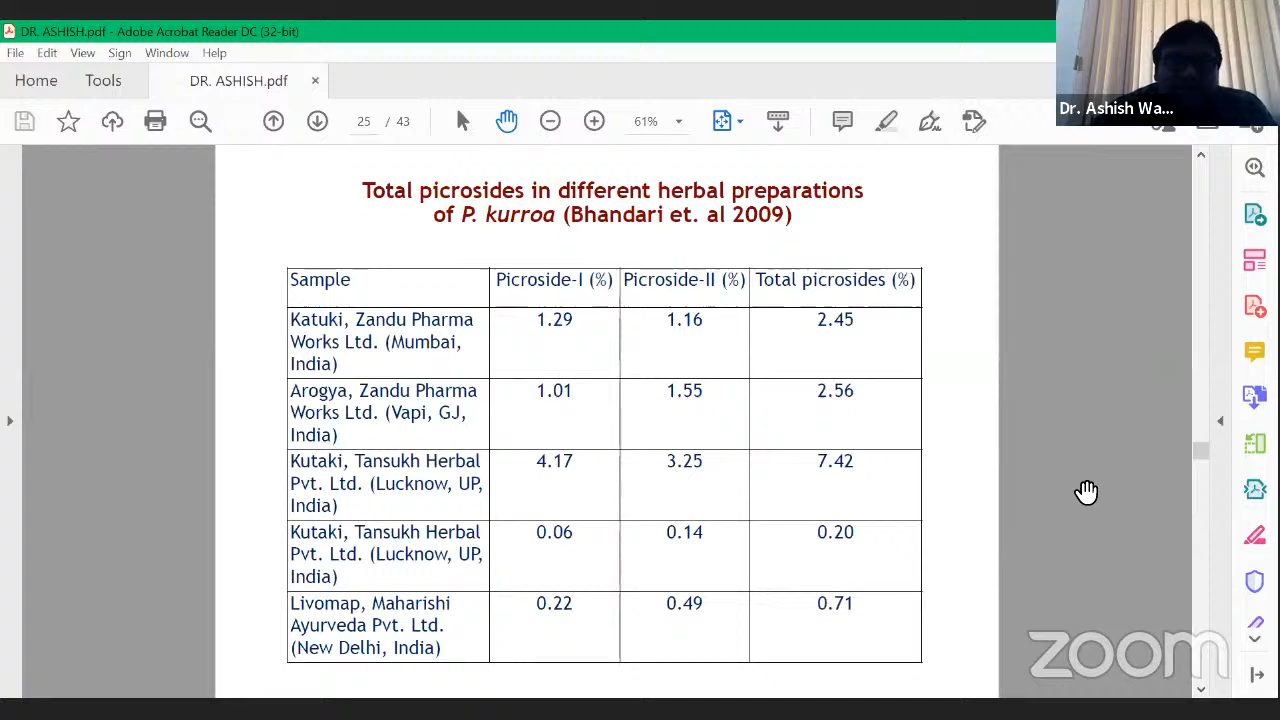 DR. ASHISH.pdf - Adobe Acrobat Reader DC (32-bit)
File Edit View Sign Window Help
Home Tools DR. ASHISH.pdf ×
25 / 43 61%
Dr. Ashish Wa...
Total picrosides in different herbal preparations
of P. kurroa (Bhandari et. al 2009)
Sample Picroside-I (%) Picroside-II (%) Total picrosides (%)
Katuki, Zandu Pharma 1.29 1.16 2.45
Works Ltd. (Mumbai,
India)
Arogya, Zandu Pharma 1.01 1.55 2.56
Works Ltd. (Vapi, GJ,
India)
Kutaki, Tansukh Herbal 4.17 3.25 7.42
Pvt. Ltd. (Lucknow, UP,
India)
Kutaki, Tansukh Herbal 0.06 0.14 0.20
Pvt. Ltd. (Lucknow, UP,
India)
Livomap, Maharishi 0.22 0.49 0.71
Ayurveda Pvt. Ltd.
(New Delhi, India)
zoom